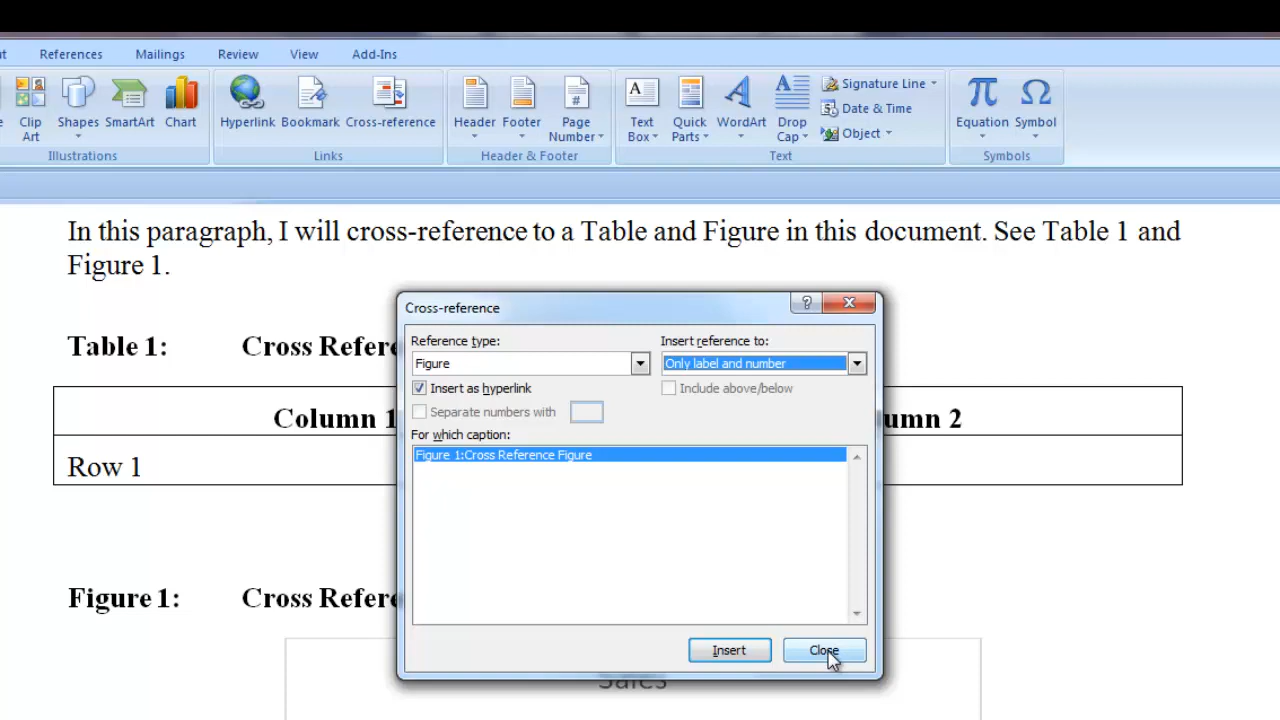 References Mailings Review View Add-Ins
Clip Art Shapes SmartArt Chart Hyperlink Bookmark Cross-reference Header Footer Page Number Text Box Quick Parts WordArt Drop Cap Signature Line Date & Time Object Equation Symbol
Illustrations Links Header & Footer Text Symbols
In this paragraph, I will cross-reference to a Table and Figure in this document. See Table 1 and
Figure 1.
Cross-reference
Reference type: Insert reference to:
Figure Only label and number
Insert as hyperlink Include above/below
Separate numbers with
For which caption:
Figure 1:Cross Reference Figure
Insert Close
Table 1: Cross Refere
Column 1 umn 2
Row 1
Figure 1: Cross Refere
Sales